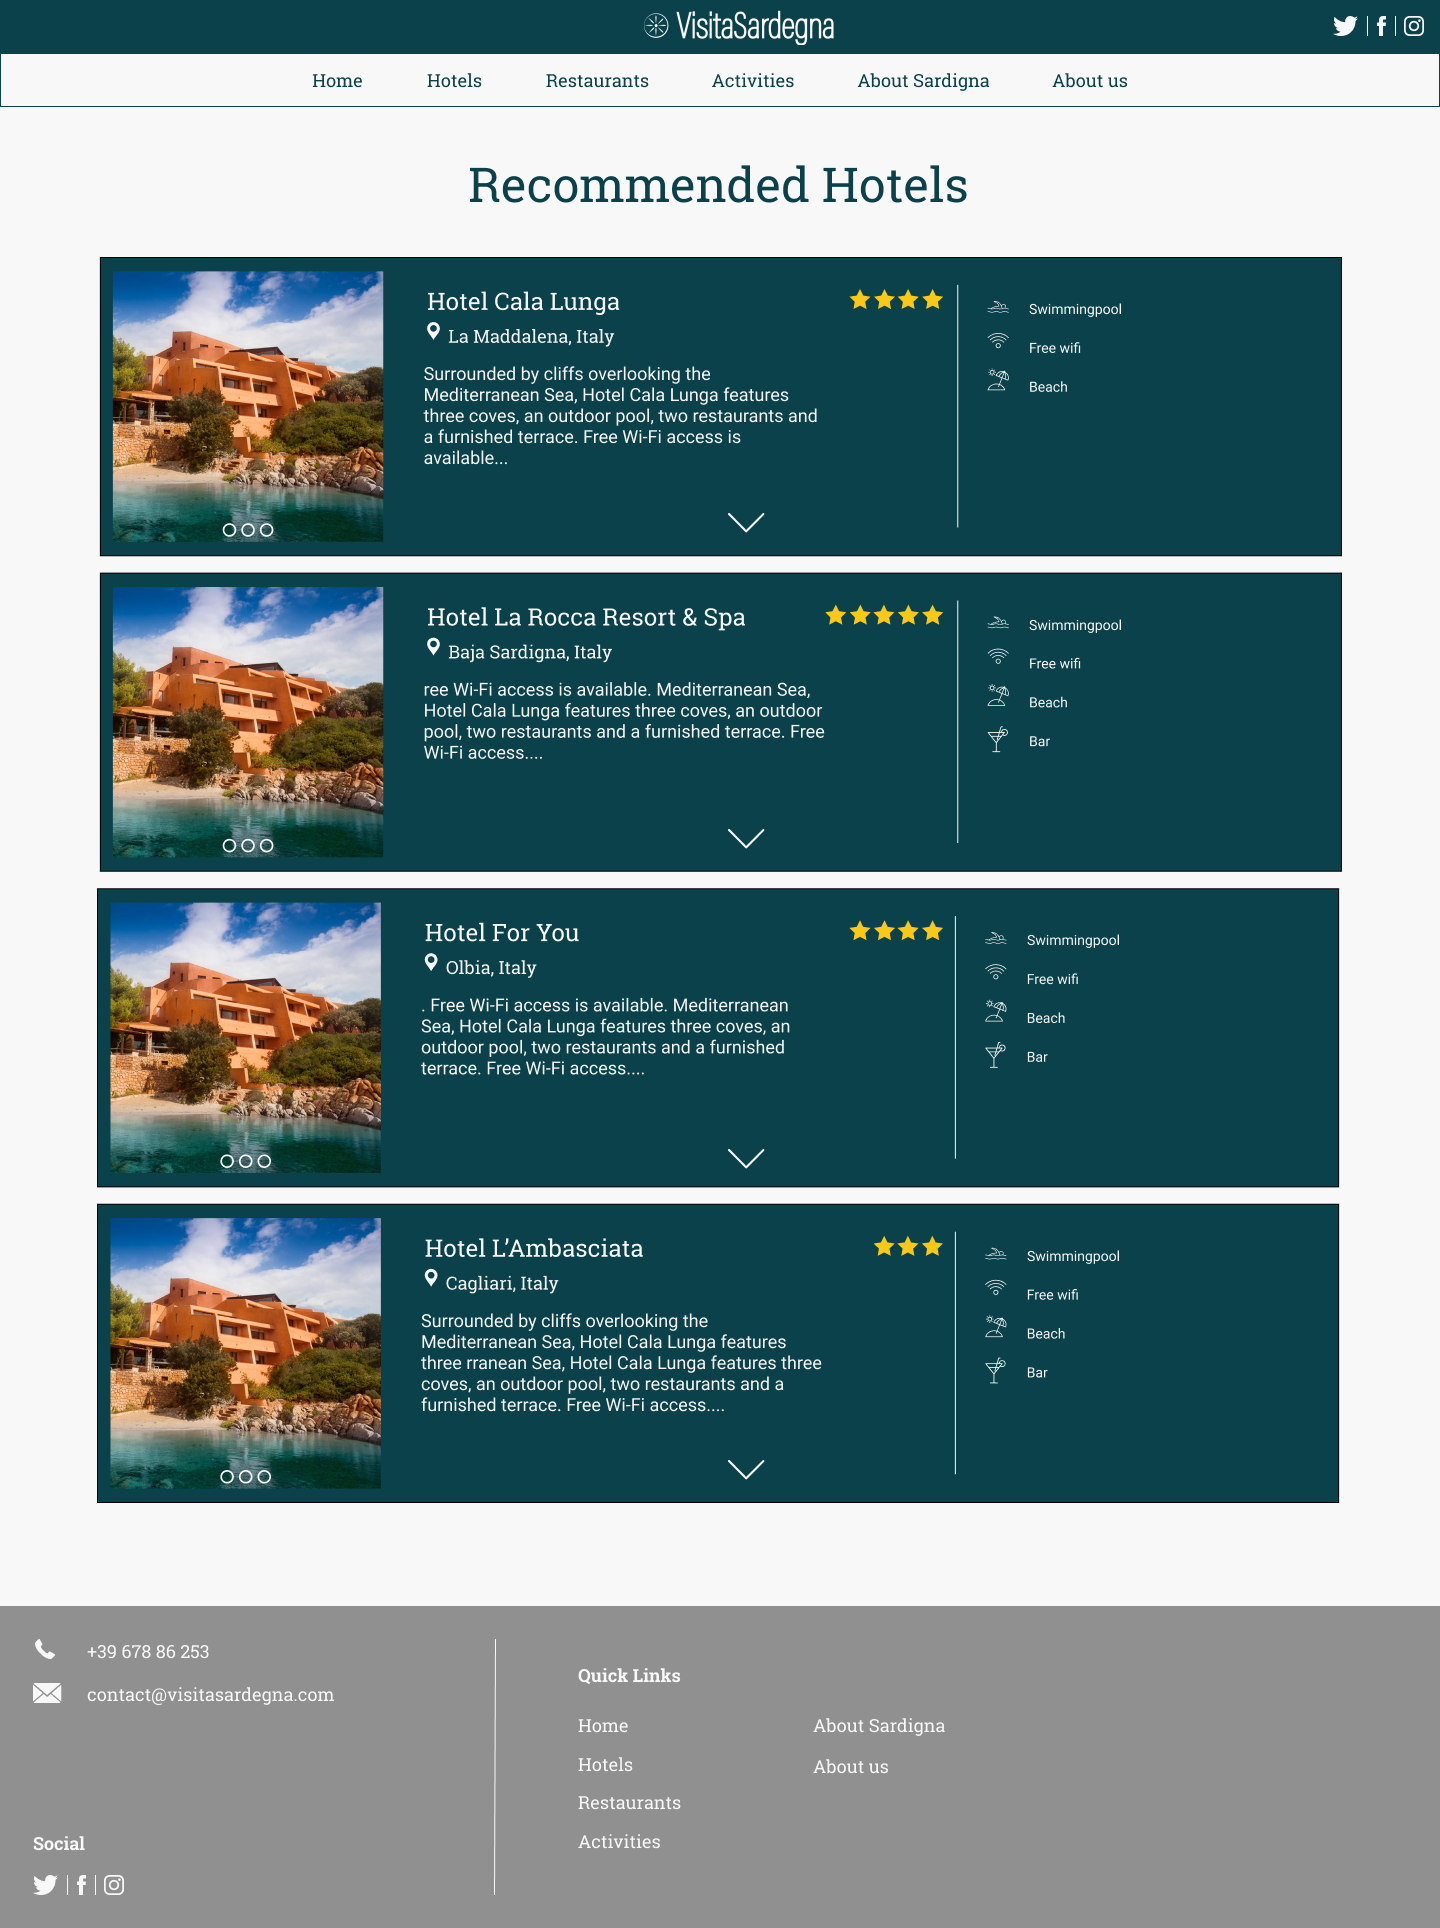 VisitaSardegna
Home Hotels Restaurants Activities About Sardigna About us
Recommended Hotels
Hotel Cala Lunga
La Maddalena, Italy
Surrounded by cliffs overlooking the
Mediterranean Sea, Hotel Cala Lunga features
three coves, an outdoor pool, two restaurants and
a furnished terrace. Free Wi-Fi access is
available...
Swimmingpool
Free wifi
Beach
Hotel La Rocca Resort & Spa
Baja Sardigna, Italy
ree Wi-Fi access is available. Mediterranean Sea,
Hotel Cala Lunga features three coves, an outdoor
pool, two restaurants and a furnished terrace. Free
Wi-Fi access....
Swimmingpool
Free wifi
Beach
Bar
Hotel For You
Olbia, Italy
. Free Wi-Fi access is available. Mediterranean
Sea, Hotel Cala Lunga features three coves, an
outdoor pool, two restaurants and a furnished
terrace. Free Wi-Fi access....
Swimmingpool
Free wifi
Beach
Bar
Hotel L’Ambasciata
Cagliari, Italy
Surrounded by cliffs overlooking the
Mediterranean Sea, Hotel Cala Lunga features
three rranean Sea, Hotel Cala Lunga features three
coves, an outdoor pool, two restaurants and a
furnished terrace. Free Wi-Fi access....
Swimmingpool
Free wifi
Beach
Bar
+39 678 86 253
contact@visitasardegna.com
Social
Quick Links
Home
Hotels
Restaurants
Activities
About Sardigna
About us